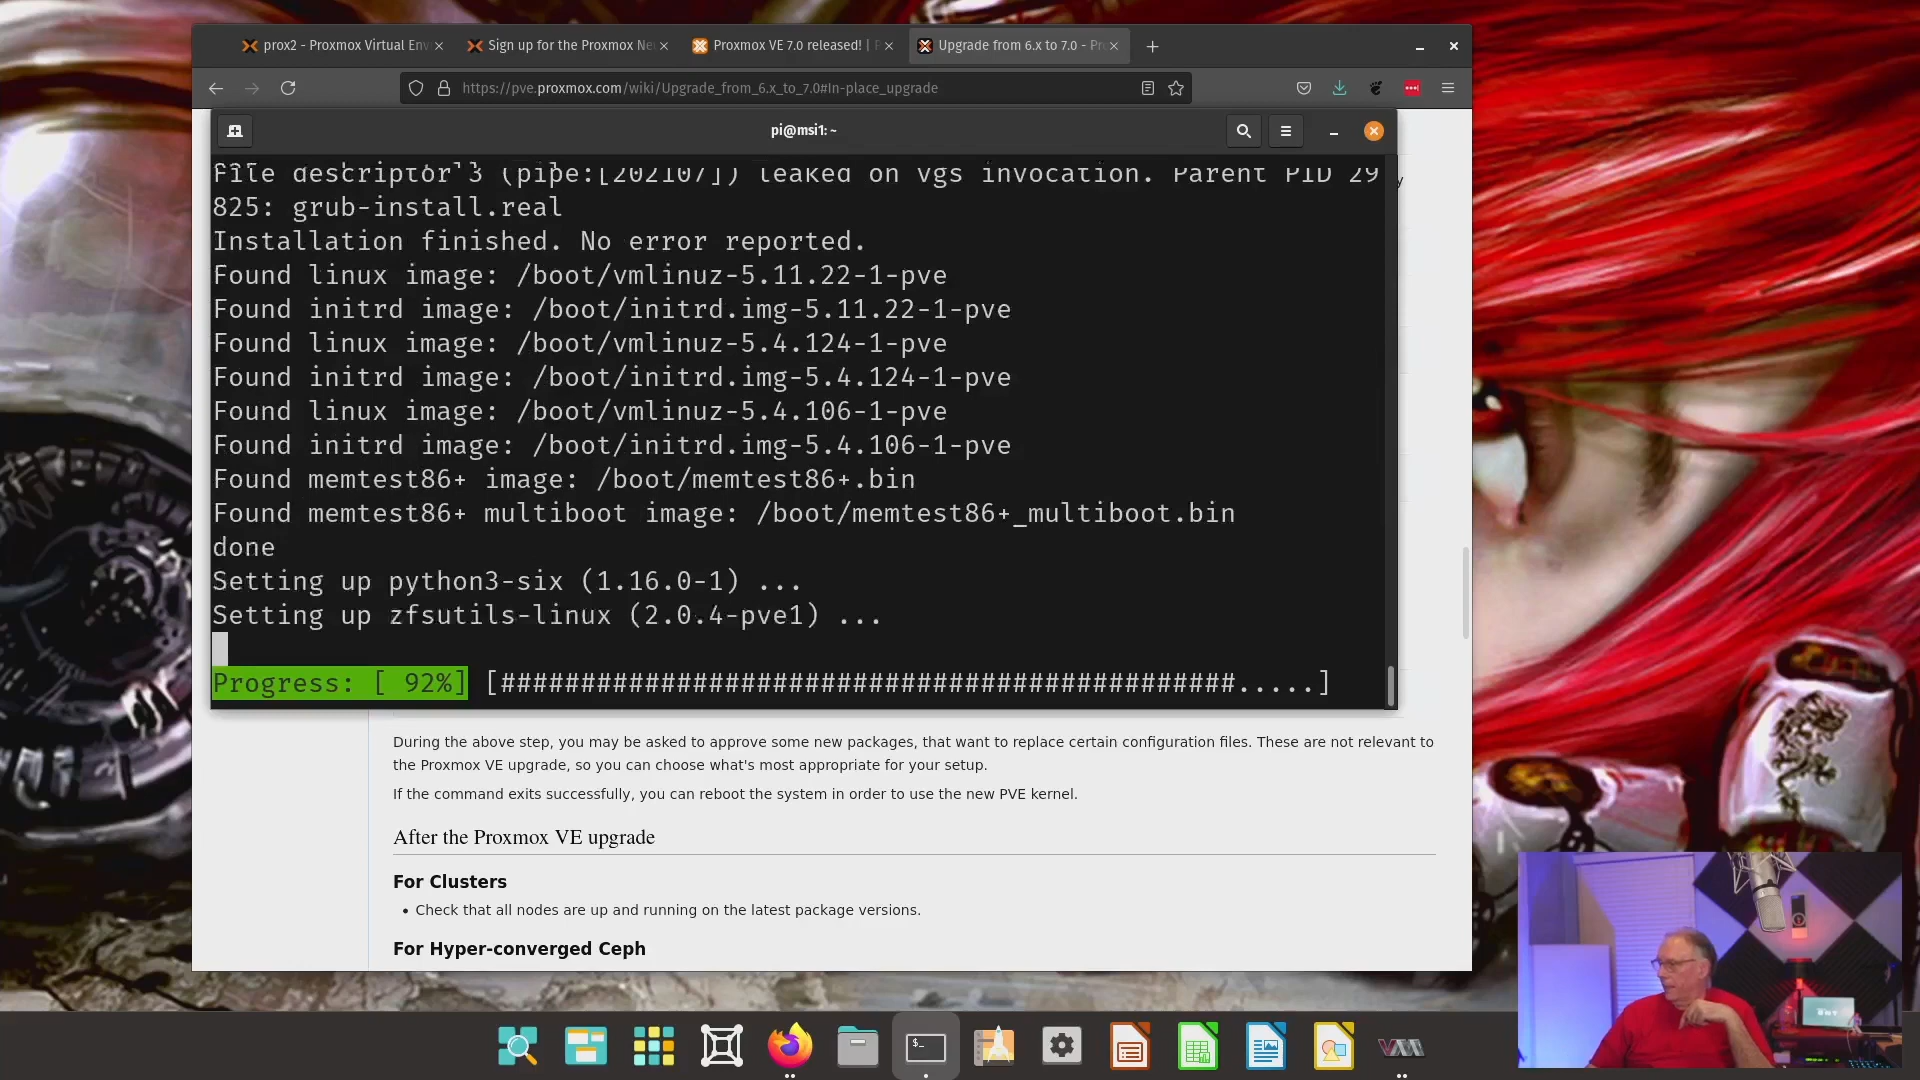 prox2 - Proxmox Virtual Env
Sign up for the Proxmox Ne
Proxmox VE 7.0 released! | P
Upgrade from 6.x to 7.0 - Pr
https://pve.proxmox.com/wiki/Upgrade_from_6.x_to_7.0#In-place_upgrade
pi@msi1: ~
File descriptor 3 (pipe:[202107]) leaked on vgs invocation. Parent PID 29
825: grub-install.real
Installation finished. No error reported.
Found linux image: /boot/vmlinuz-5.11.22-1-pve
Found initrd image: /boot/initrd.img-5.11.22-1-pve
Found linux image: /boot/vmlinuz-5.4.124-1-pve
Found initrd image: /boot/initrd.img-5.4.124-1-pve
Found linux image: /boot/vmlinuz-5.4.106-1-pve
Found initrd image: /boot/initrd.img-5.4.106-1-pve
Found memtest86+ image: /boot/memtest86+.bin
Found memtest86+ multiboot image: /boot/memtest86+_multiboot.bin
done
Setting up python3-six (1.16.0-1) ...
Setting up zfsutils-linux (2.0.4-pve1) ...
Progress: [ 92%] [##############################################.....]
During the above step, you may be asked to approve some new packages, that want to replace certain configuration files. These are not relevant to
the Proxmox VE upgrade, so you can choose what's most appropriate for your setup.
If the command exits successfully, you can reboot the system in order to use the new PVE kernel.
After the Proxmox VE upgrade
For Clusters
• Check that all nodes are up and running on the latest package versions.
For Hyper-converged Ceph